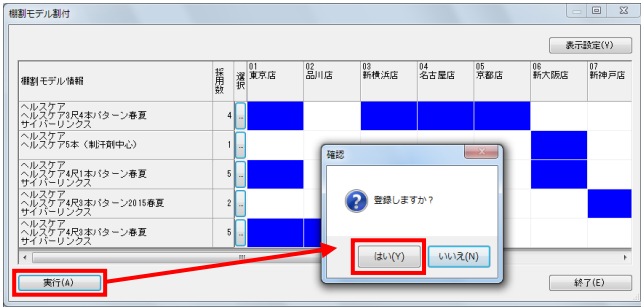 棚割モデル割付
表示設定(V)
棚割モデル情報
採用数
選択
01
東京店
02
品川店
03
新横浜店
04
名古屋店
05
京都店
06
新大阪店
07
新神戸店
ヘルスケア
ヘルスケア3尺4本パターン春夏
サイバーリンクス
4
...
ヘルスケア
ヘルスケア5本(制汗剤中心)
1
...
ヘルスケア
ヘルスケア4尺1本パターン春夏
サイバーリンクス
5
...
ヘルスケア
ヘルスケア4尺3本パターン2015春夏
2
...
ヘルスケア
ヘルスケア4尺3本パターン春夏
サイバーリンクス
5
...
確認
登録しますか?
はい(Y)
いいえ(N)
実行(A)
終了(E)